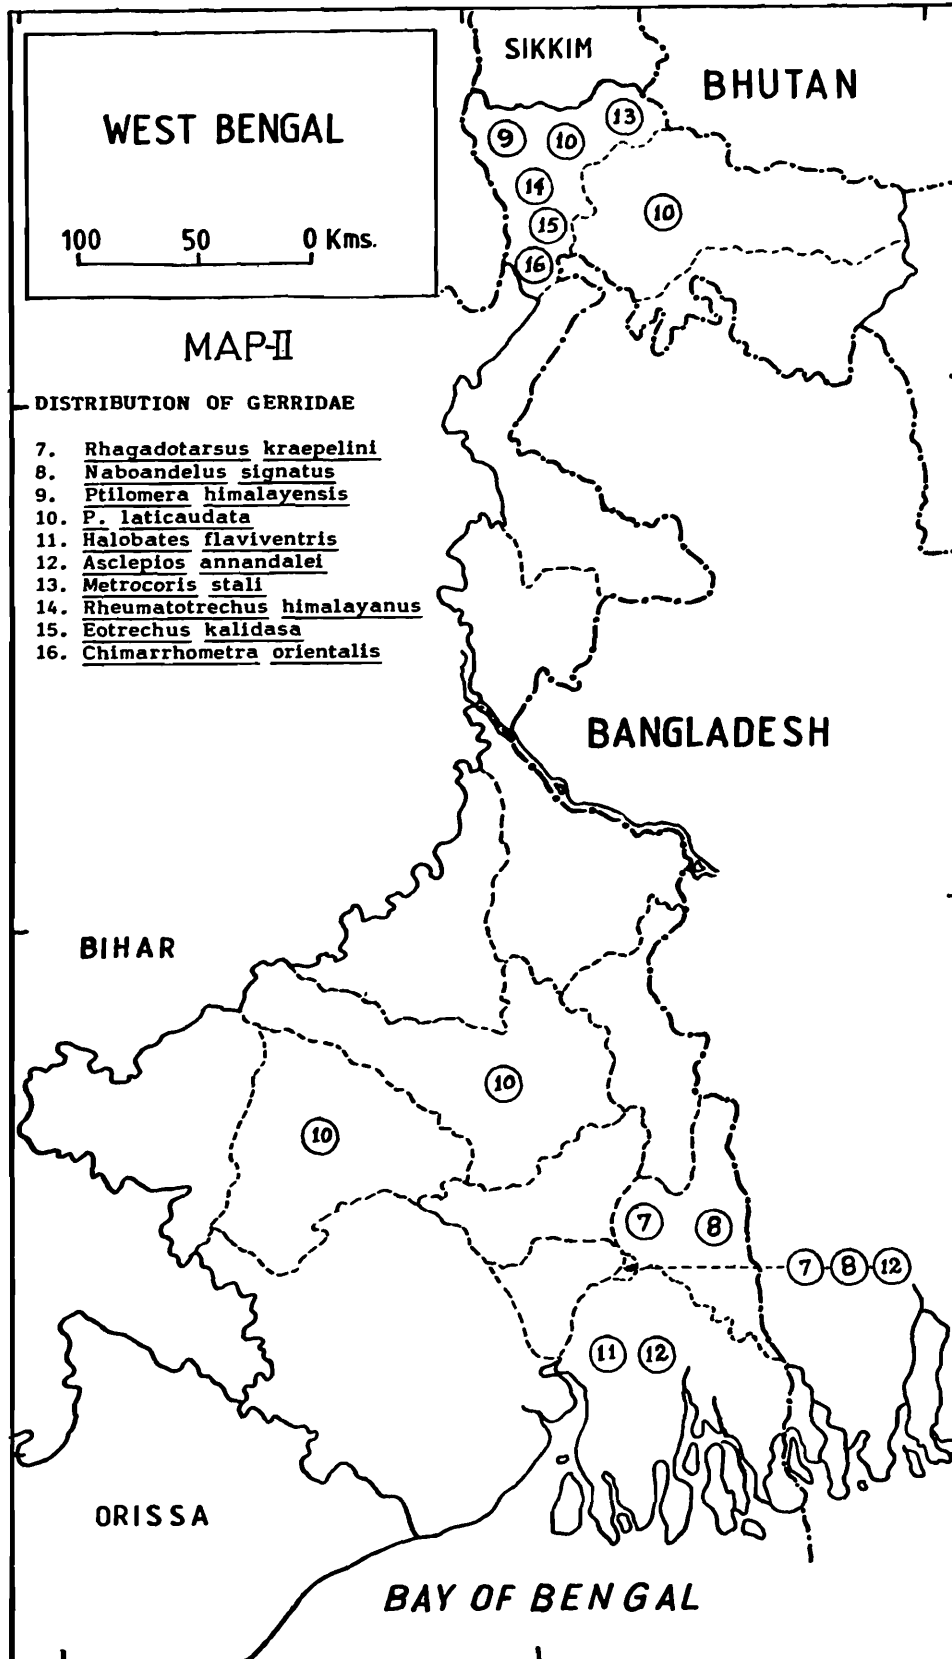 SIKKIM
BHUTAN
WEST BENGAL
100 50 0 Kms.
13
9
10
14
10
15
16
MAP-II
DISTRIBUTION OF GERRIDAE
7. Rhagadotarsus kraepelini
8. Naboandelus signatus
9. Ptilomera himalayensis
10. P. laticaudata
11. Halobates flaviventris
12. Asclepios annandalei
13. Metrocoris stali
14. Rheumatotrechus himalayanus
15. Eotrechus kalidasa
16. Chimarrhometra orientalis
BANGLADESH
BIHAR
10
10
7 8
7 8 12
11 12
ORISSA
BAY OF BENGAL